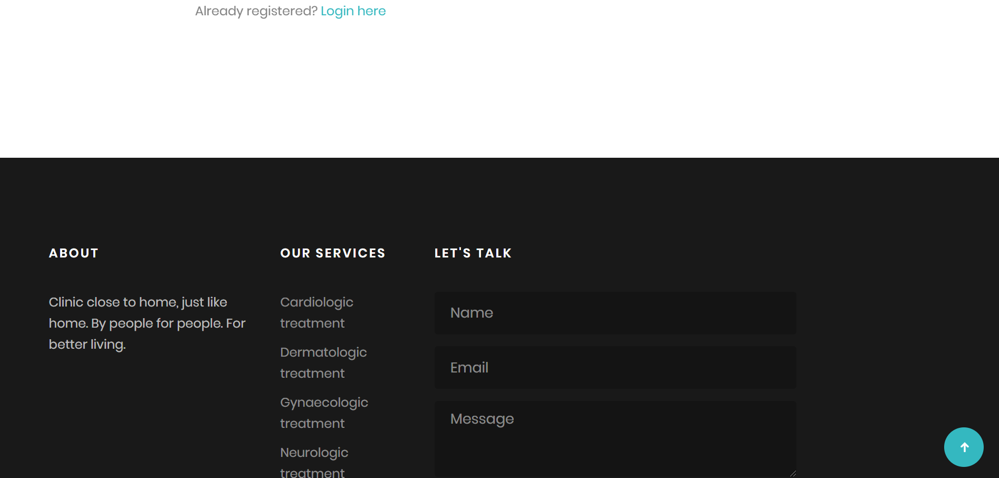 Already registered? Login here
ABOUT
Clinic close to home, just like
home. By people for people. For
better living.
OUR SERVICES
Cardiologic
treatment
Dermatologic
treatment
Gynaecologic
treatment
Neurologic
treatment
LET'S TALK
Name
Email
Message